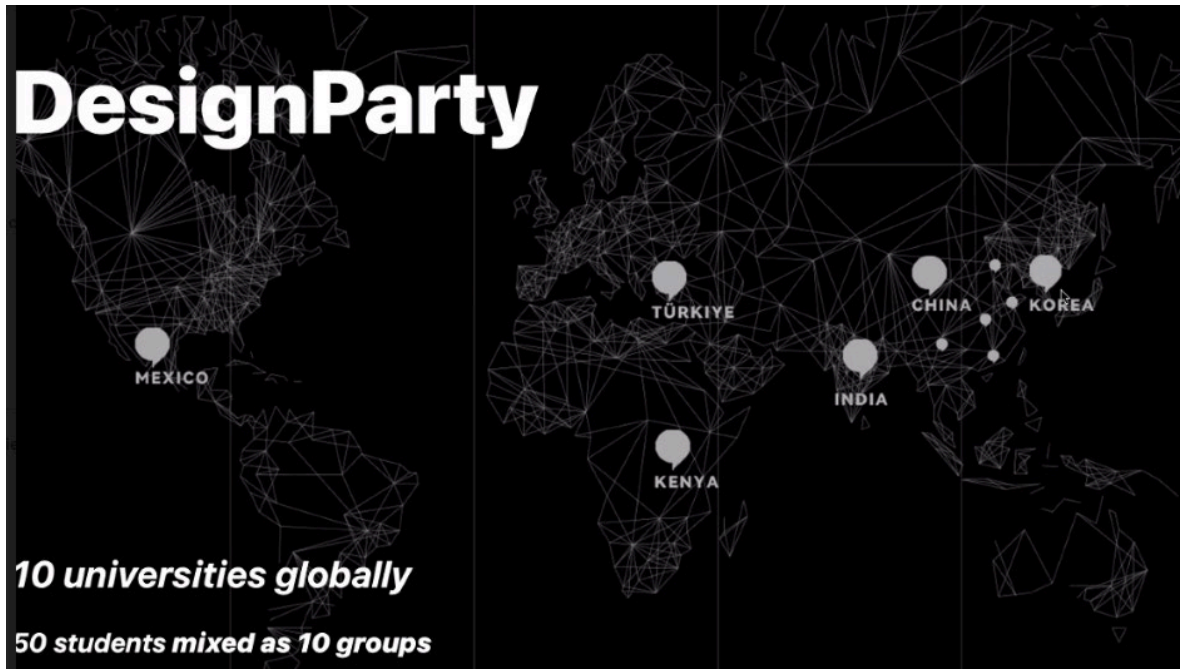 DesignParty
TÜRKIYE
CHINA
KOREA
MEXICO
INDIA
KENYA
10 universities globally
50 students mixed as 10 groups